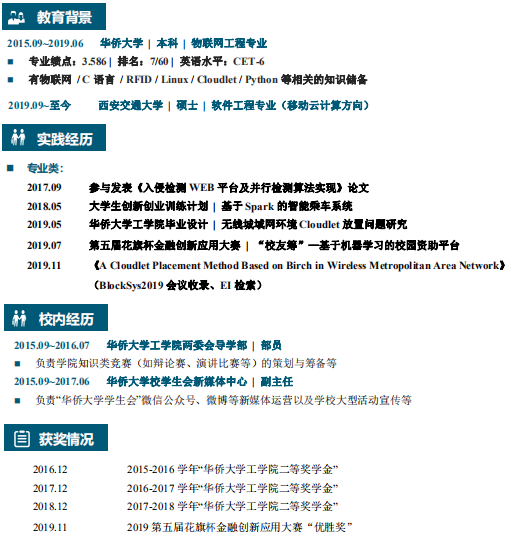 教育背景
2015.09~2019.06 华侨大学 | 本科 | 物联网工程专业
■ 专业绩点：3.586 | 排名：7/60 | 英语水平：CET-6
■ 有物联网 / C 语言 / RFID / Linux / Cloudlet / Python 等相关的知识储备
2019.09~至今 西安交通大学 | 硕士 | 软件工程专业（移动云计算方向）
实践经历
■ 专业类：
2017.09 参与发表《入侵检测 WEB 平台及并行检测算法实现》论文
2018.05 大学生创新创业训练计划 | 基于 Spark 的智能乘车系统
2019.05 华侨大学工学院毕业设计 | 无线城域网环境 Cloudlet 放置问题研究
2019.07 第五届花旗杯金融创新应用大赛 | “校友筹”—基于机器学习的校园资助平台
2019.11 《A Cloudlet Placement Method Based on Birch in Wireless Metropolitan Area Network》
（BlockSys2019 会议收录、EI 检索）
校内经历
2015.09~2016.07 华侨大学工学院两委会导学部 | 部员
■ 负责学院知识类竞赛（如辩论赛、演讲比赛等）的策划与筹备等
2015.09~2017.06 华侨大学校学生会新媒体中心 | 副主任
■ 负责“华侨大学学生会”微信公众号、微博等新媒体运营以及学校大型活动宣传等
获奖情况
2016.12 2015-2016 学年“华侨大学工学院二等奖学金”
2017.12 2016-2017 学年“华侨大学工学院二等奖学金”
2018.12 2017-2018 学年“华侨大学工学院二等奖学金”
2019.11 2019 第五届花旗杯金融创新应用大赛“优胜奖”